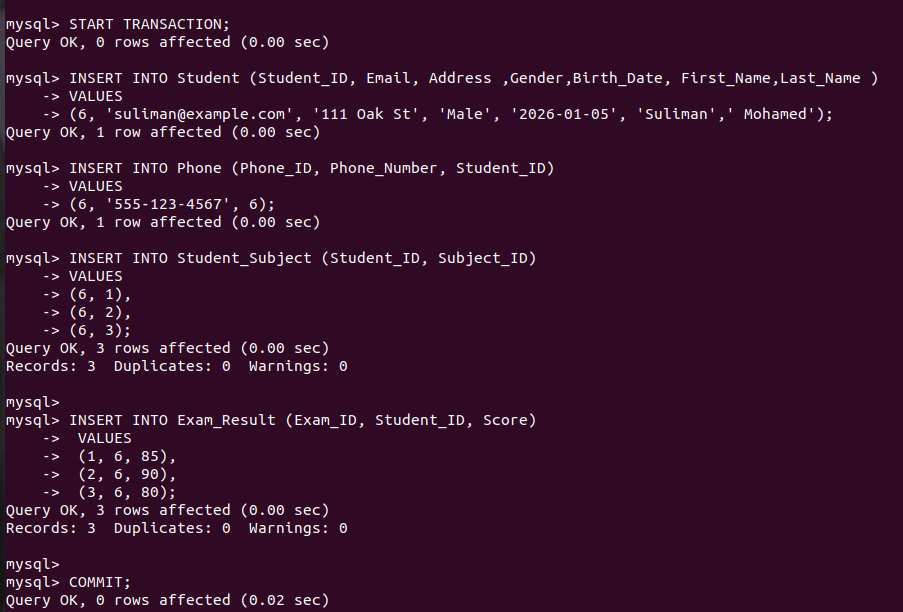 mysql> START TRANSACTION;
Query OK, 0 rows affected (0.00 sec)
mysql> INSERT INTO Student (Student_ID, Email, Address ,Gender,Birth_Date, First_Name,Last_Name )
    -> VALUES
    -> (6, 'suliman@example.com', '111 Oak St', 'Male', '2026-01-05', 'Suliman',' Mohamed');
Query OK, 1 row affected (0.00 sec)
mysql> INSERT INTO Phone (Phone_ID, Phone_Number, Student_ID)
    -> VALUES
    -> (6, '555-123-4567', 6);
Query OK, 1 row affected (0.00 sec)
mysql> INSERT INTO Student_Subject (Student_ID, Subject_ID)
    -> VALUES
    -> (6, 1),
    -> (6, 2),
    -> (6, 3);
Query OK, 3 rows affected (0.00 sec)
Records: 3  Duplicates: 0  Warnings: 0
mysql>
mysql> INSERT INTO Exam_Result (Exam_ID, Student_ID, Score)
    ->  VALUES
    ->  (1, 6, 85),
    ->  (2, 6, 90),
    ->  (3, 6, 80);
Query OK, 3 rows affected (0.00 sec)
Records: 3  Duplicates: 0  Warnings: 0
mysql>
mysql> COMMIT;
Query OK, 0 rows affected (0.02 sec)